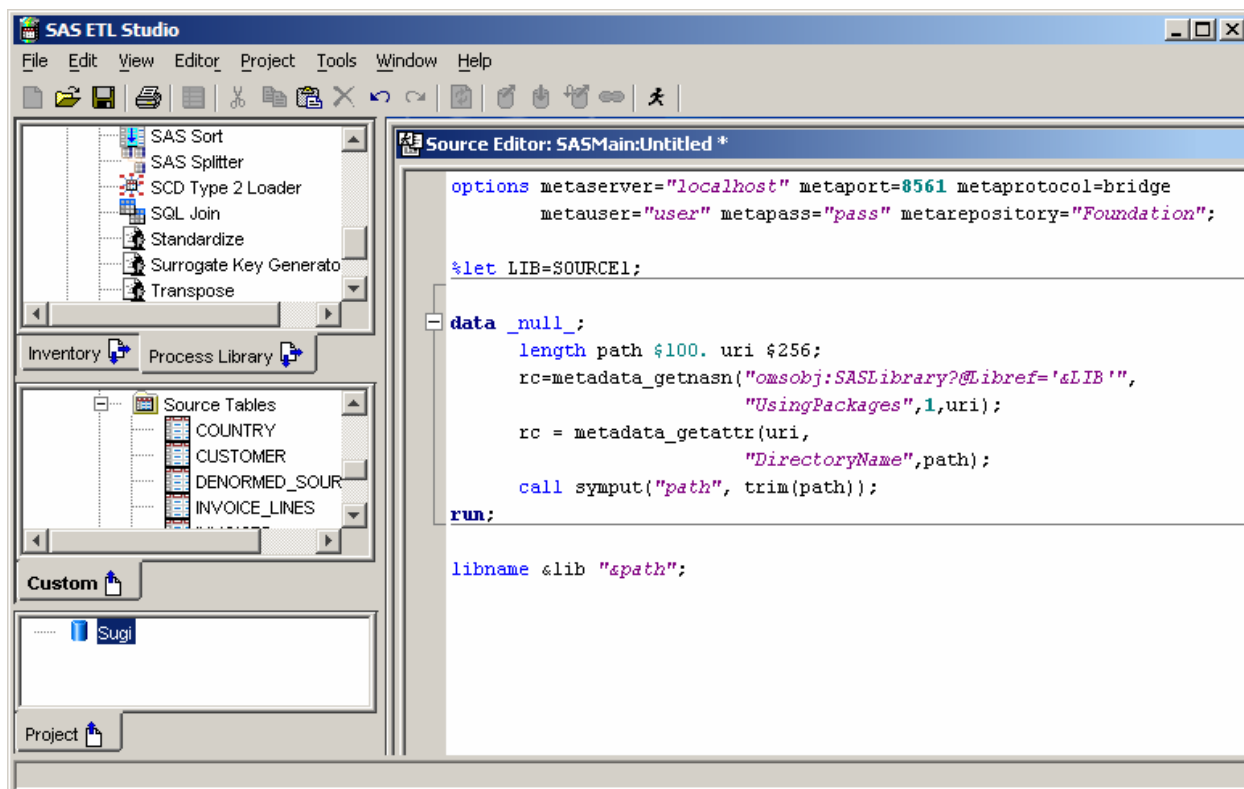 SAS ETL Studio
File Edit View Editor Project Tools Window Help
SAS Sort
SAS Splitter
SCD Type 2 Loader
SQL Join
Standardize
Surrogate Key Generato
Transpose
Inventory Process Library
Source Tables
COUNTRY
CUSTOMER
DENORMED_SOUR
INVOICE_LINES
Custom
Sugi
Project
Source Editor: SASMain:Untitled *
options metaserver="localhost" metaport=8561 metaprotocol=bridge
metauser="user" metapass="pass" metarepository="Foundation";
%let LIB=SOURCE1;
data _null_;
length path $100. uri $256;
rc=metadata_getnasn("omsobj:SASLibrary?@Libref='&LIB'",
"UsingPackages",1,uri);
rc = metadata_getattr(uri,
"DirectoryName",path);
call symput("path", trim(path));
run;
libname &lib "&path";